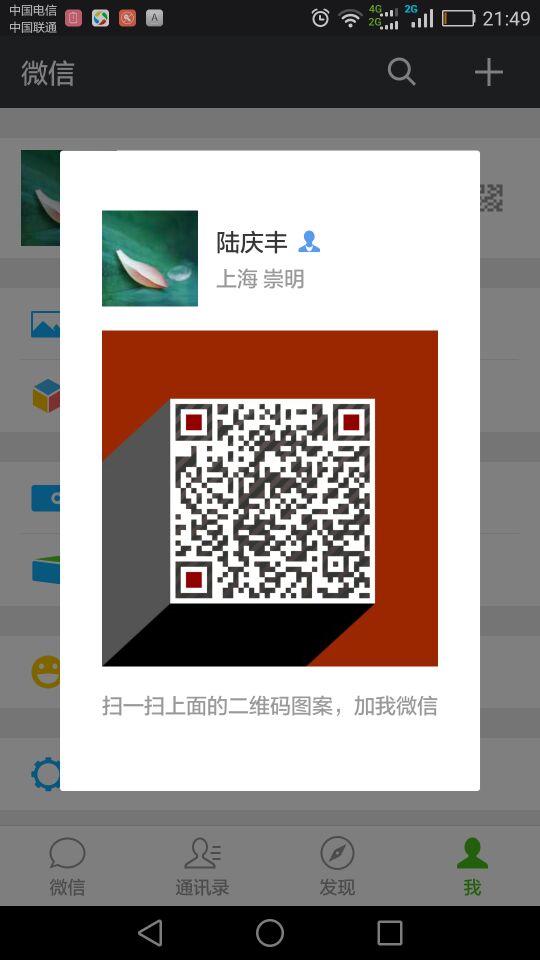 中国电信
中国联通
4G
2G
2G
21:49
微信
陆庆丰
上海 崇明
扫一扫上面的二维码图案，加我微信
微信
通讯录
发现
我